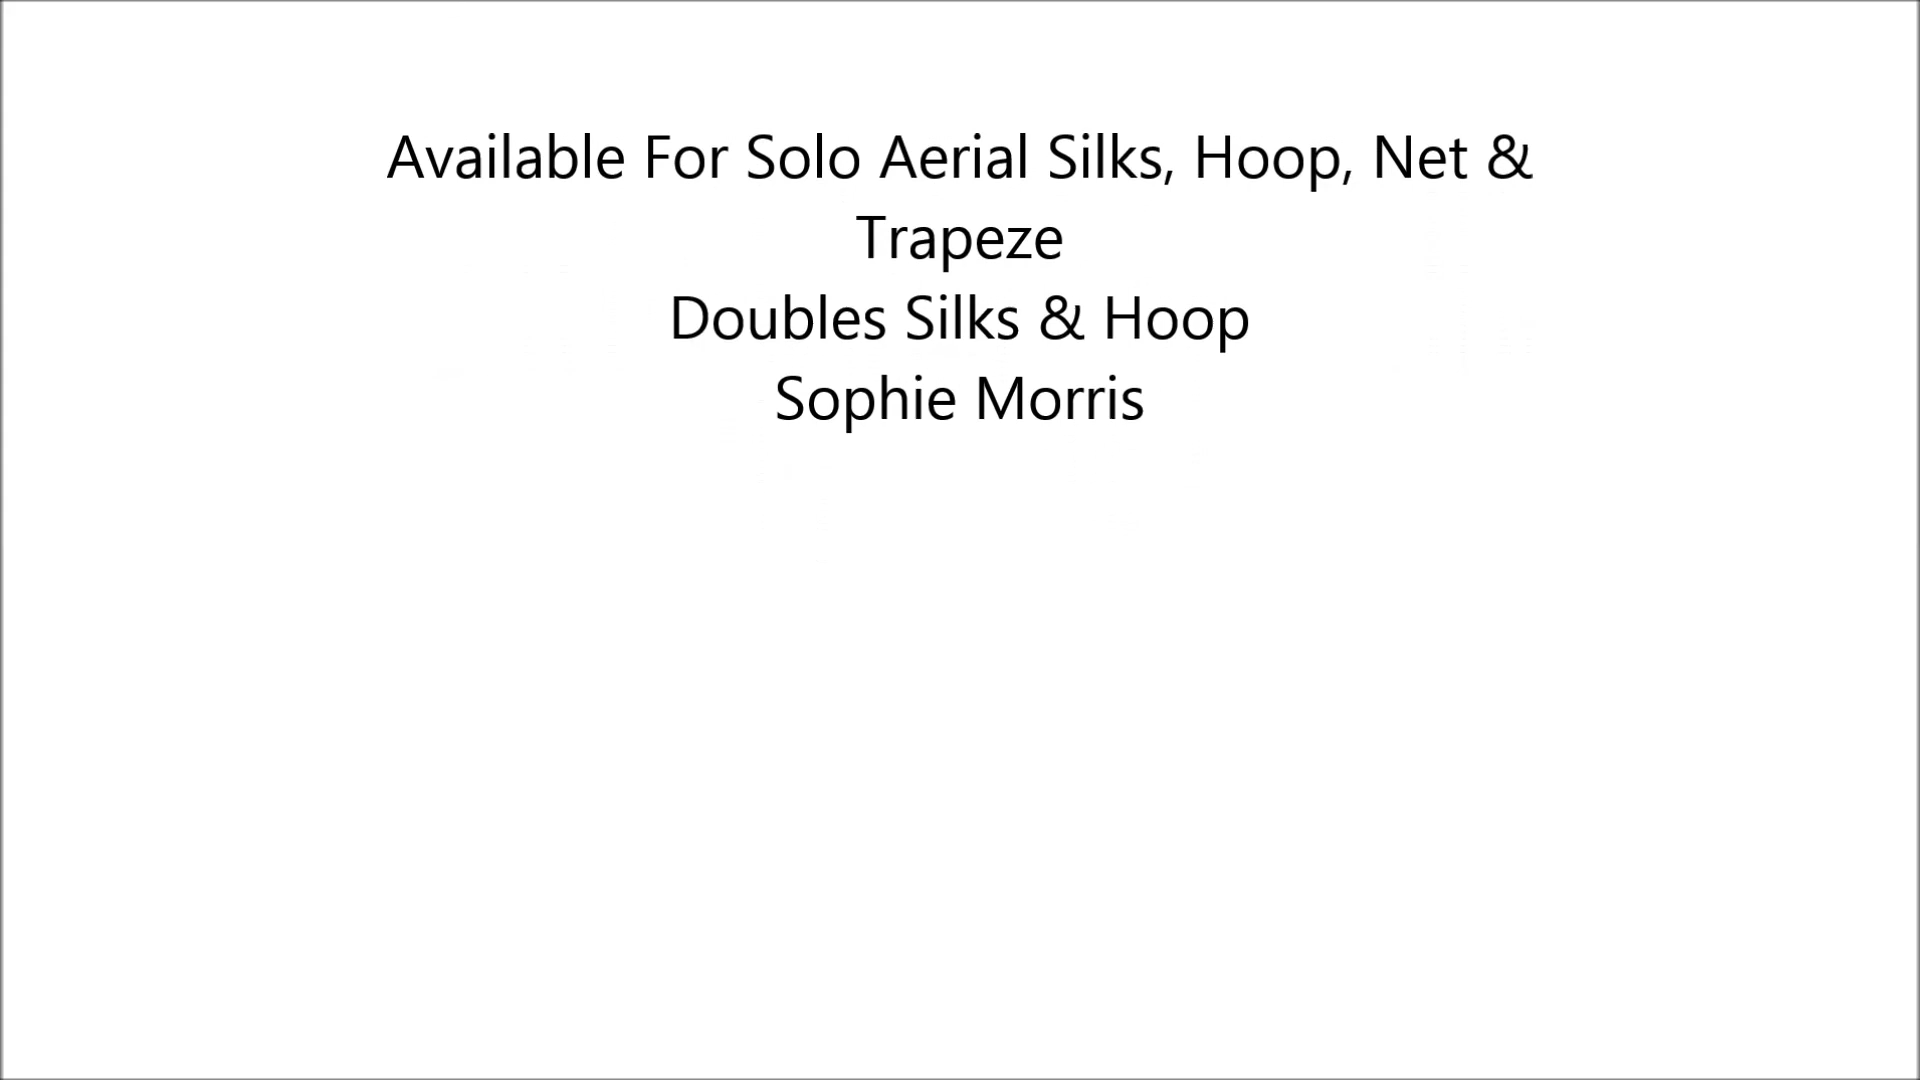 Available For Solo Aerial Silks, Hoop, Net &
Trapeze
Doubles Silks & Hoop
Sophie Morris